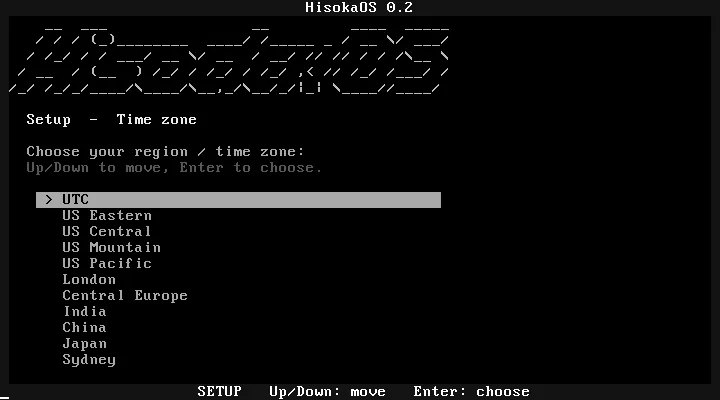 HisokaOS 0.2
HisokaOS
Setup  -  Time zone
Choose your region / time zone:
Up/Down to move, Enter to choose.
> UTC
US Eastern
US Central
US Mountain
US Pacific
London
Central Europe
India
China
Japan
Sydney
SETUP   Up/Down: move   Enter: choose